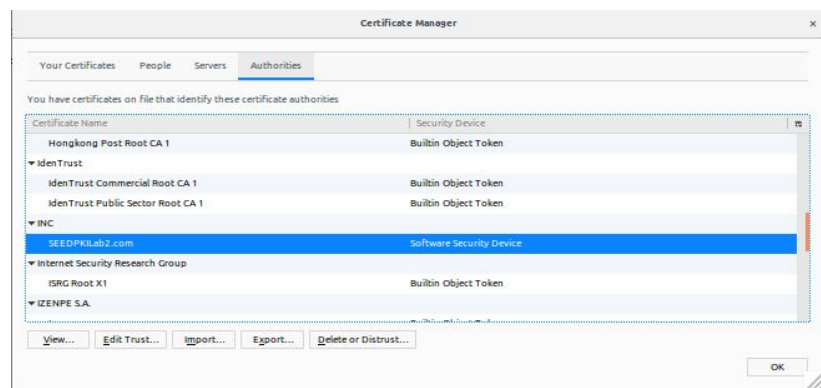 Certificate Manager
Your Certificates People Servers Authorities
You have certificates on file that identify these certificate authorities
Certificate Name Security Device
Hongkong Post Root CA 1 Builtin Object Token
IdenTrust
IdenTrust Commercial Root CA 1 Builtin Object Token
IdenTrust Public Sector Root CA 1 Builtin Object Token
INC
SEEDPKILab2.com Software Security Device
Internet Security Research Group
ISRG Root X1 Builtin Object Token
IZENPE S.A.
View... Edit Trust... Import... Export... Delete or Distrust...
OK